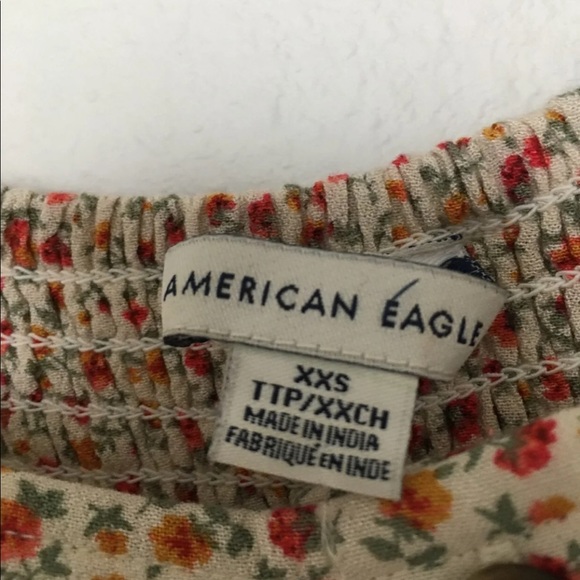 AMERICAN EAGLE
XXS
TTP/XXCH
MADE IN INDIA
FABRIQUÉ EN INDE